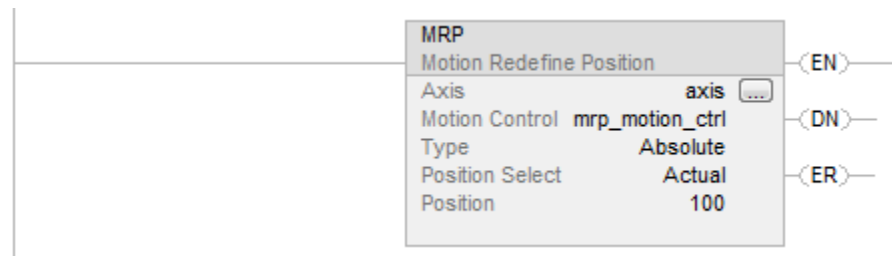 MRP
Motion Redefine Position
(EN)
Axis axis ...
Motion Control mrp_motion_ctrl
(DN)
Type Absolute
Position Select Actual
(ER)
Position 100